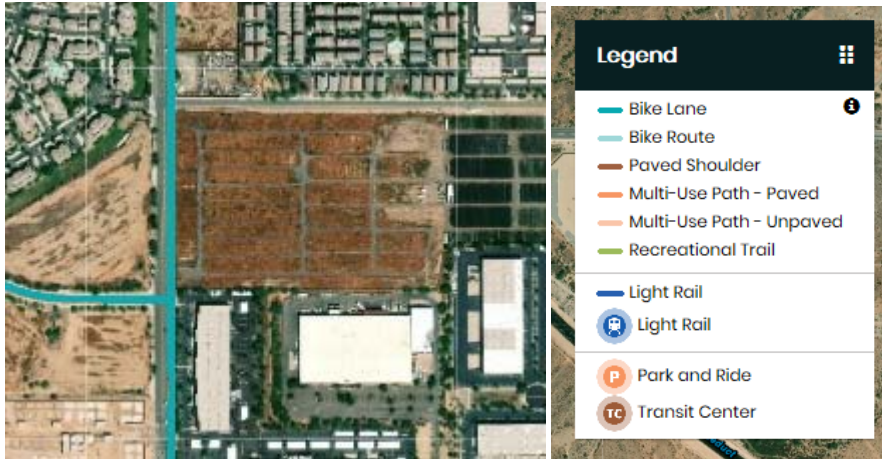 Legend
Bike Lane
Bike Route
Paved Shoulder
Multi-Use Path - Paved
Multi-Use Path - Unpaved
Recreational Trail
Light Rail
Light Rail
P
Park and Ride
TC
Transit Center